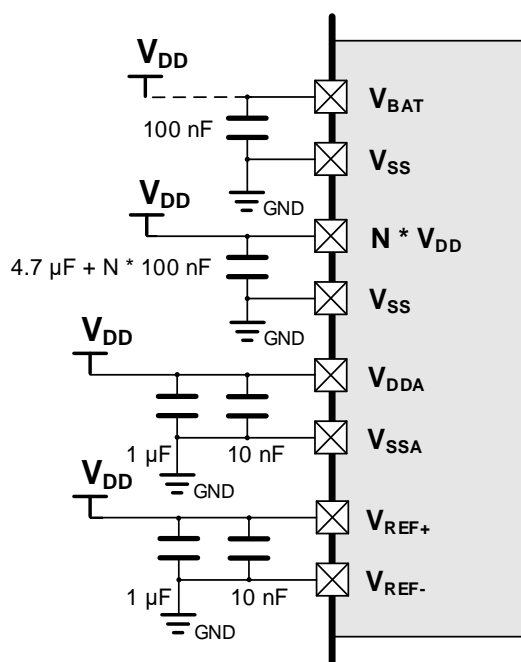 VDD
VBAT
100 nF
VSS
GND
VDD
N * VDD
4.7 µF + N * 100 nF
VSS
GND
VDD
VDDA
1 µF 10 nF
VSSA
GND
VDD
VREF+
1 µF 10 nF
VREF-
GND